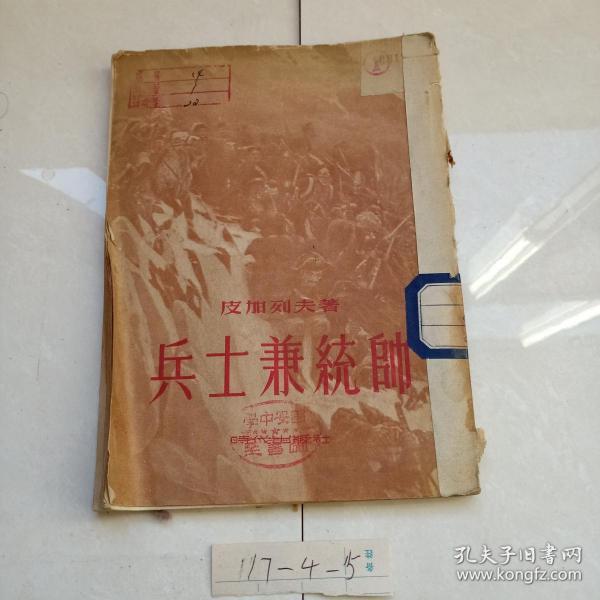 皮加列夫著
兵士兼統帥
時代出版社
117-4-15
孔夫子旧书网
www.kongfz.com